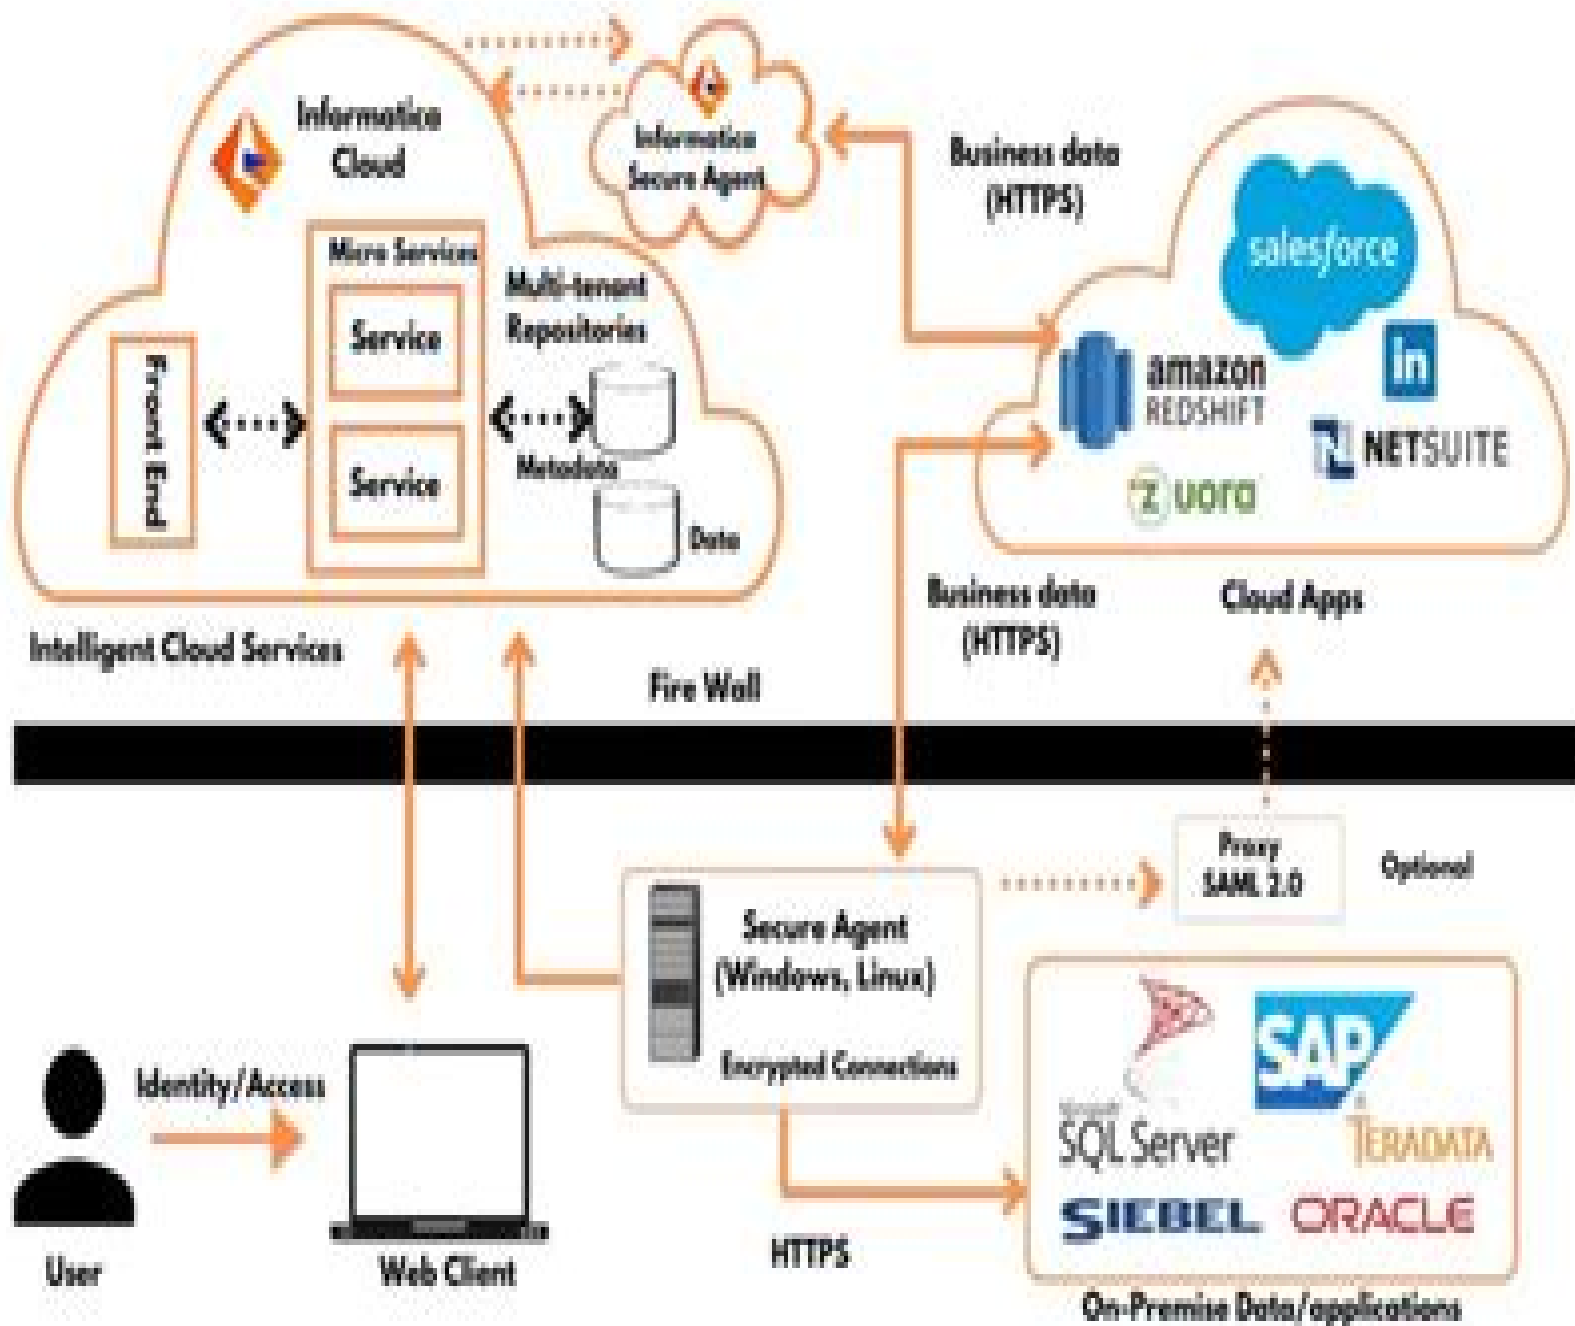 Informatica
Cloud
Informatica
Secure Agent
Business data
(HTTPS)
salesforce
in
amazon
REDSHIFT
NETSUITE
zuora
Micro Services
Service
Service
Multi-tenant
Repositories
Front End
Metadata
Data
Business data
(HTTPS)
Cloud Apps
Intelligent Cloud Services
Fire Wall
Proxy
SAML 2.0
Optional
Secure Agent
(Windows, Linux)
Encrypted Connections
Identity/Access
User
Web Client
HTTPS
Microsoft
SQL Server
SAP
TERADATA
SIEBEL
ORACLE
On-Premise Data/applications